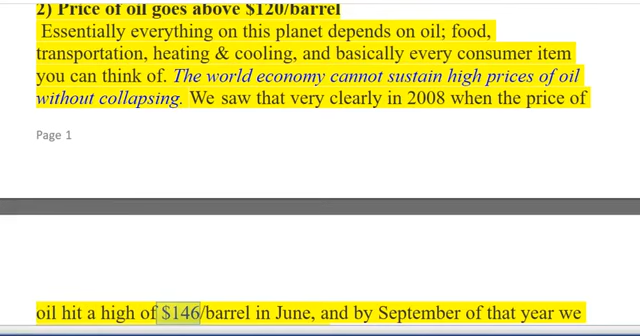 2) Price of oil goes above $120/barrel
Essentially everything on this planet depends on oil; food,
transportation, heating & cooling, and basically every consumer item
you can think of. The world economy cannot sustain high prices of oil
without collapsing. We saw that very clearly in 2008 when the price of
Page 1
oil hit a high of $146/barrel in June, and by September of that year we